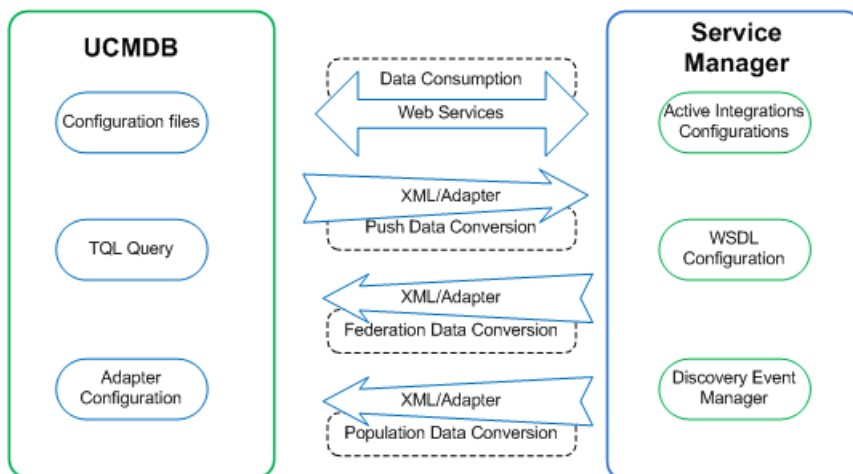 UCMDB
Configuration files
TQL Query
Adapter
Configuration
Data Consumption
Web Services
XML/Adapter
Push Data Conversion
XML/Adapter
Federation Data Conversion
XML/Adapter
Population Data Conversion
Service
Manager
Active Integrations
Configurations
WSDL
Configuration
Discovery Event
Manager